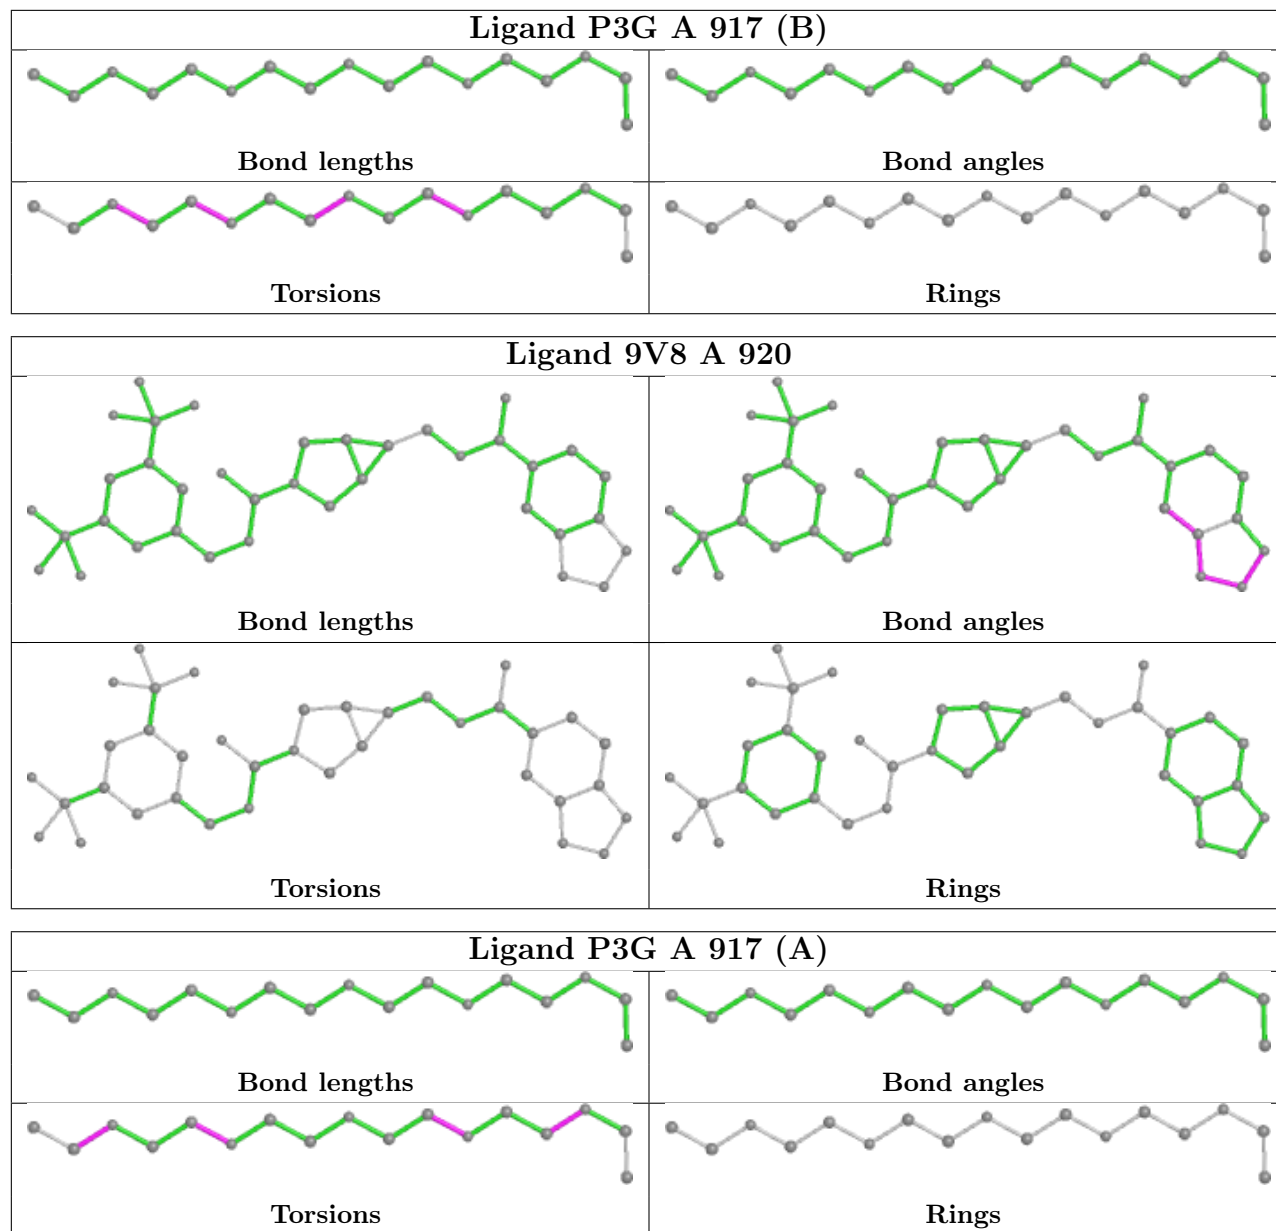 Ligand P3G A 917 (B)
Bond lengths
Bond angles
Torsions
Rings
Ligand 9V8 A 920
Bond lengths
Bond angles
Torsions
Rings
Ligand P3G A 917 (A)
Bond lengths
Bond angles
Torsions
Rings